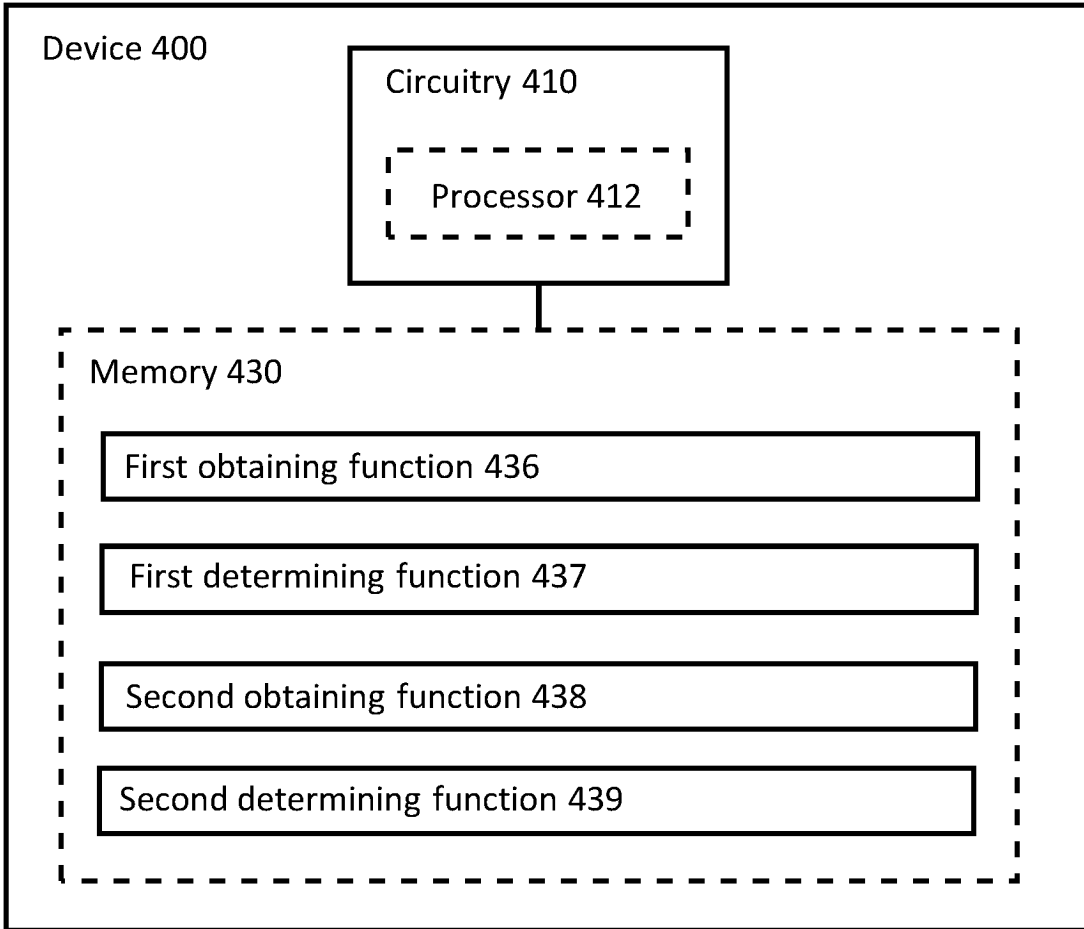 Device 400
Circuitry 410
Processor 412
Memory 430
First obtaining function 436
First determining function 437
Second obtaining function 438
Second determining function 439